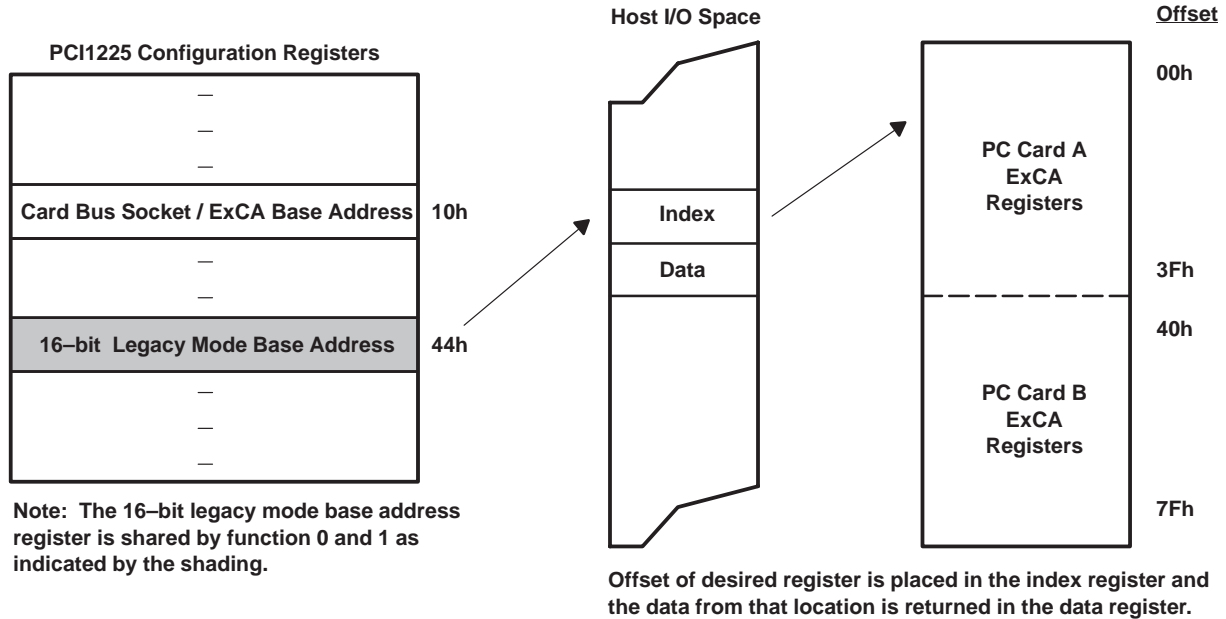 PCI1225 Configuration Registers
—
—
—
Card Bus Socket / ExCA Base Address
10h
—
—
16–bit Legacy Mode Base Address
44h
—
—
—
Note: The 16–bit legacy mode base address
register is shared by function 0 and 1 as
indicated by the shading.
Host I/O Space
Index
Data
Offset
00h
PC Card A
ExCA
Registers
3Fh
40h
PC Card B
ExCA
Registers
7Fh
Offset of desired register is placed in the index register and
the data from that location is returned in the data register.